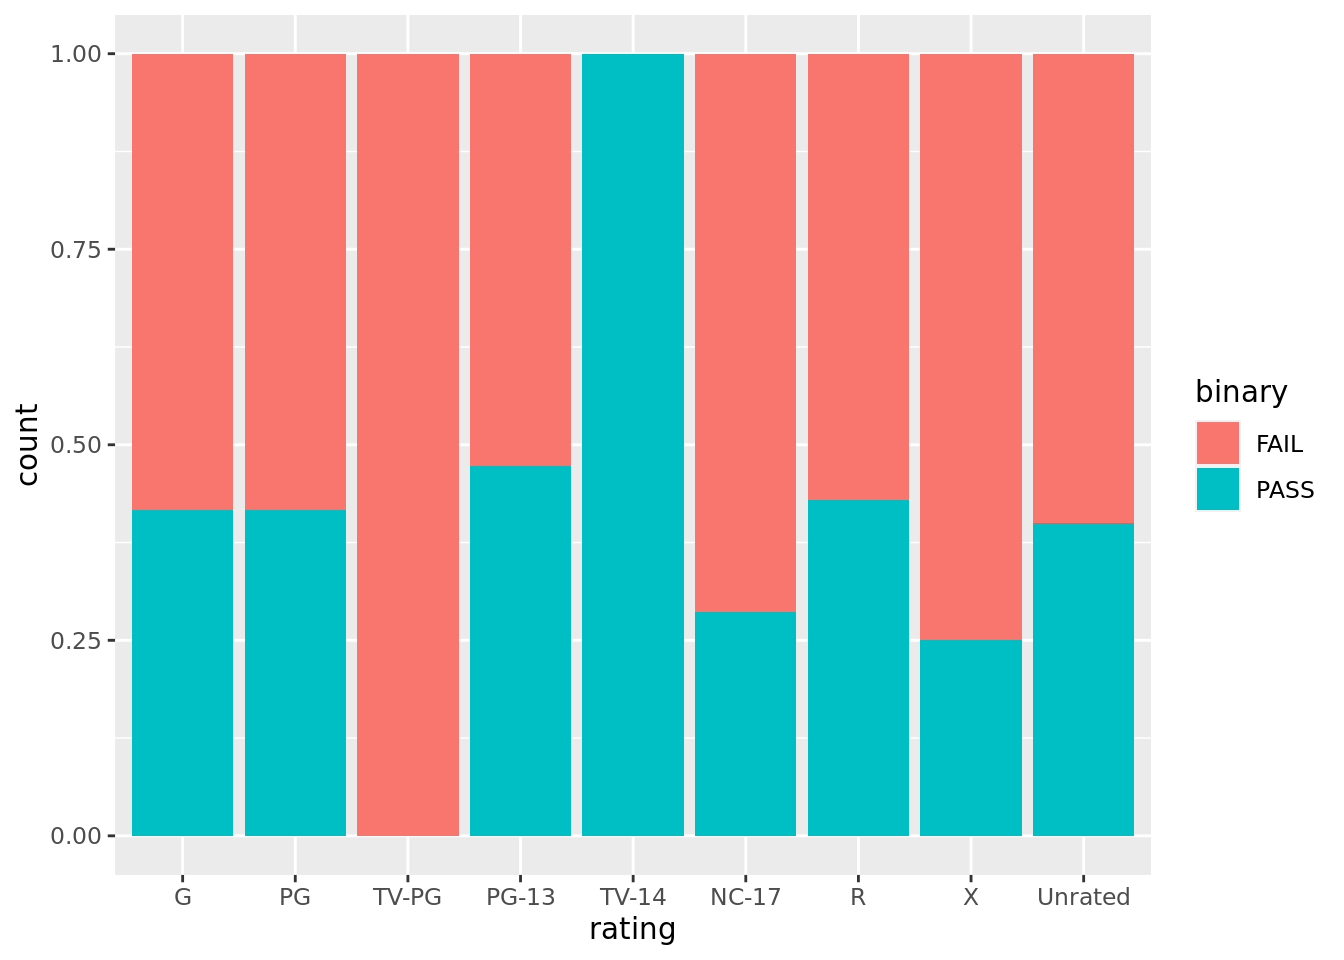 1.00
0.75
0.50
0.25
0.00
count
G PG TV-PG PG-13 TV-14 NC-17 R X Unrated
rating
binary
FAIL
PASS